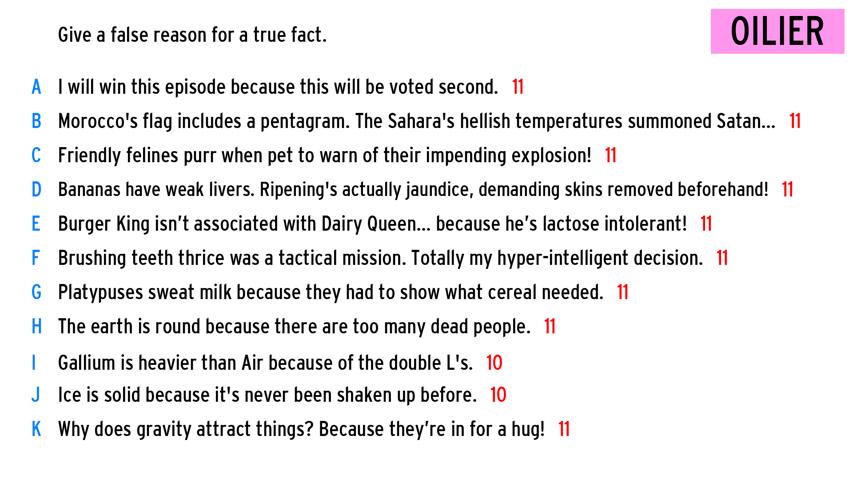 OILIER
Give a false reason for a true fact.
A I will win this episode because this will be voted second. 11
B Morocco's flag includes a pentagram. The Sahara's hellish temperatures summoned Satan... 11
C Friendly felines purr when pet to warn of their impending explosion! 11
D Bananas have weak livers. Ripening's actually jaundice, demanding skins removed beforehand! 11
E Burger King isn’t associated with Dairy Queen... because he’s lactose intolerant! 11
F Brushing teeth thrice was a tactical mission. Totally my hyper-intelligent decision. 11
G Platypuses sweat milk because they had to show what cereal needed. 11
H The earth is round because there are too many dead people. 11
I Gallium is heavier than Air because of the double L's. 10
J Ice is solid because it's never been shaken up before. 10
K Why does gravity attract things? Because they’re in for a hug! 11